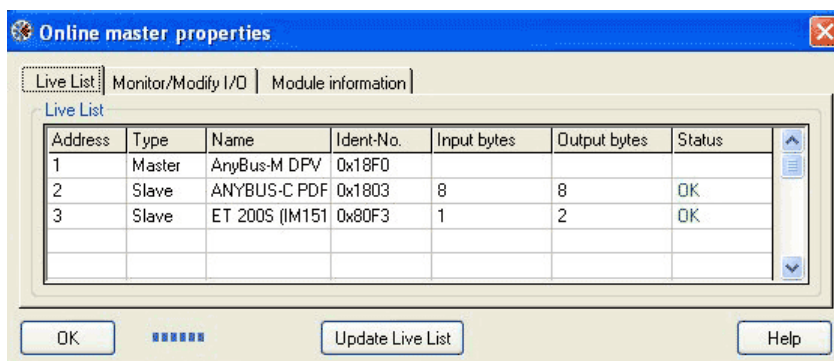 Online master properties
Live List Monitor/Modify I/O Module information
Live List
Address Type Name Ident-No. Input bytes Output bytes Status
1 Master AnyBus-M DPV 0x18F0
2 Slave ANYBUS-C PDF 0x1803 8 8 OK
3 Slave ET 200S (IM151 0x80F3 1 2 OK
OK Update Live List Help